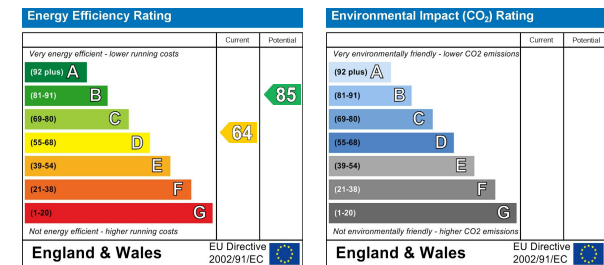 Energy Efficiency Rating
Current Potential
Very energy efficient - lower running costs
(92 plus) A
(81-91) B
85
(69-80) C
64
(55-68) D
(39-54) E
(21-38) F
(1-20) G
Not energy efficient - higher running costs
England & Wales
EU Directive
2002/91/EC
Environmental Impact (CO2) Rating
Current Potential
Very environmentally friendly - lower CO2 emissions
(92 plus) A
(81-91) B
(69-80) C
(55-68) D
(39-54) E
(21-38) F
(1-20) G
Not environmentally friendly - higher CO2 emissions
England & Wales
EU Directive
2002/91/EC